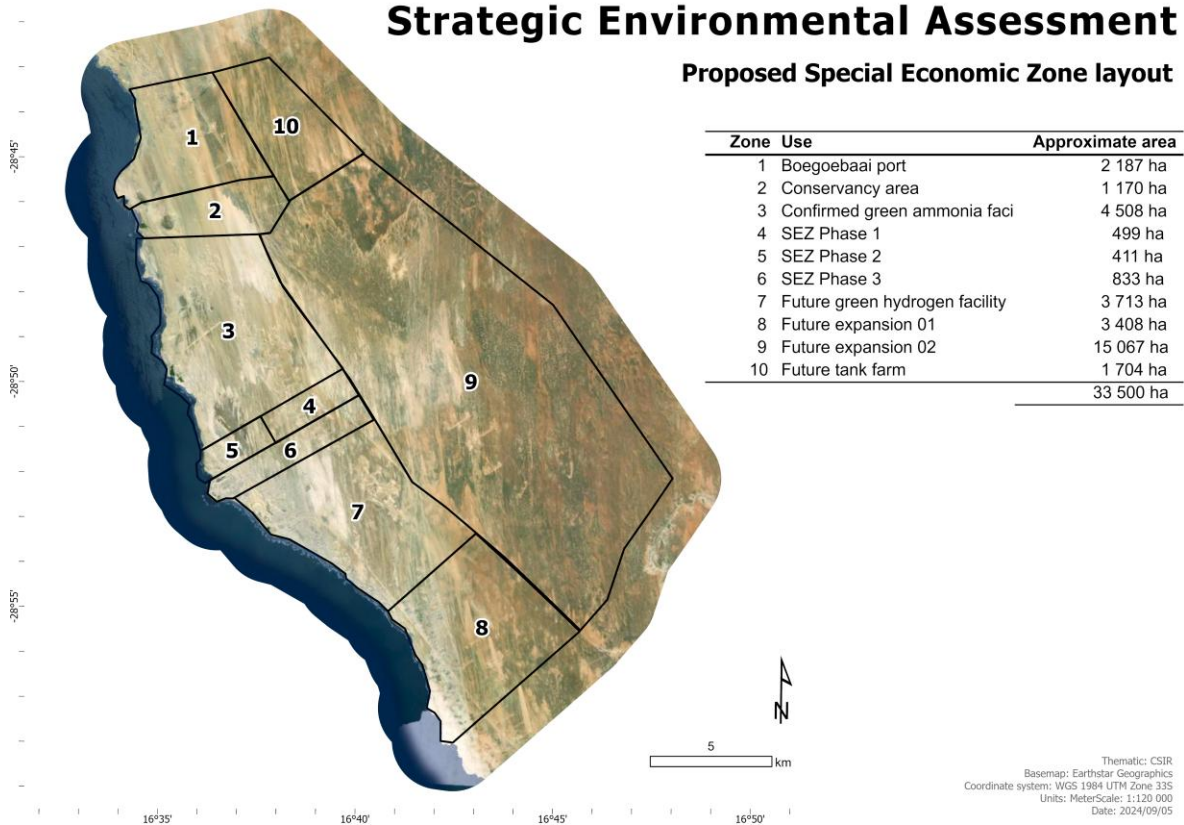 Strategic Environmental Assessment
Proposed Special Economic Zone layout
Zone Use Approximate area
1 Boegoebaai port 2 187 ha
2 Conservancy area 1 170 ha
3 Confirmed green ammonia faci 4 508 ha
4 SEZ Phase 1 499 ha
5 SEZ Phase 2 411 ha
6 SEZ Phase 3 833 ha
7 Future green hydrogen facility 3 713 ha
8 Future expansion 01 3 408 ha
9 Future expansion 02 15 067 ha
10 Future tank farm 1 704 ha
33 500 ha
1
10
2
3
9
4
5
6
7
8
-28°45'
-28°50'
-28°55'
N
5
km
16°35'
16°40'
16°45'
16°50'
Thematic: CSIR
Basemap: Earthstar Geographics
Coordinate system: WGS 1984 UTM Zone 33S
Units: MeterScale: 1:120 000
Date: 2024/09/05